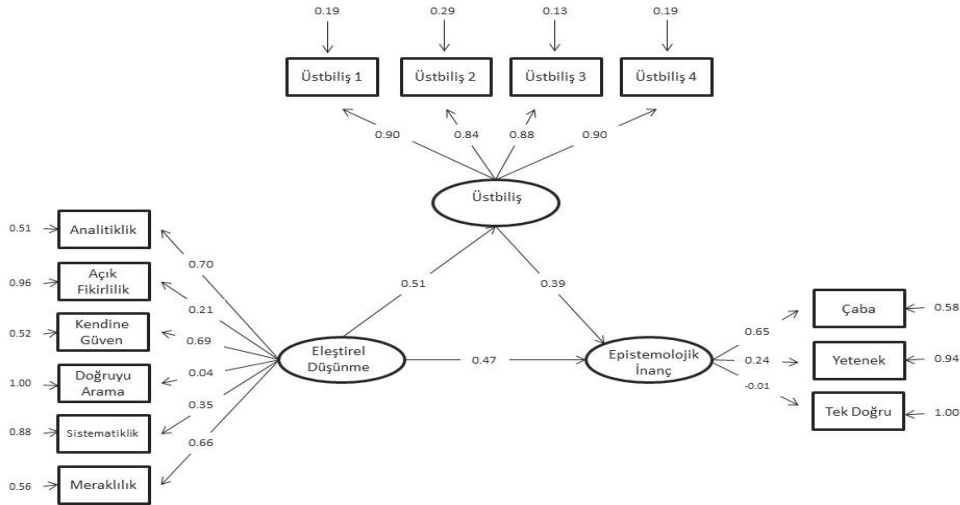 0.19 0.29 0.13 0.19
Üstbiliş 1 Üstbiliş 2 Üstbiliş 3 Üstbiliş 4
0.90 0.84 0.88 0.90
Üstbiliş
0.51 Analitiklik
0.70
0.96 Açık
Fikirlilik
0.21
0.52 Kendine
Güven
0.69
1.00 Doğruyu
Arama
0.04
0.88 Sistematiklik
0.35
0.56 Meraklılık
0.66
Eleştirel
Düşünme
0.51
0.39
0.47
Epistemolojik
İnanç
0.65
Çaba 0.58
0.24
Yetenek 0.94
-0.01
Tek Doğru 1.00